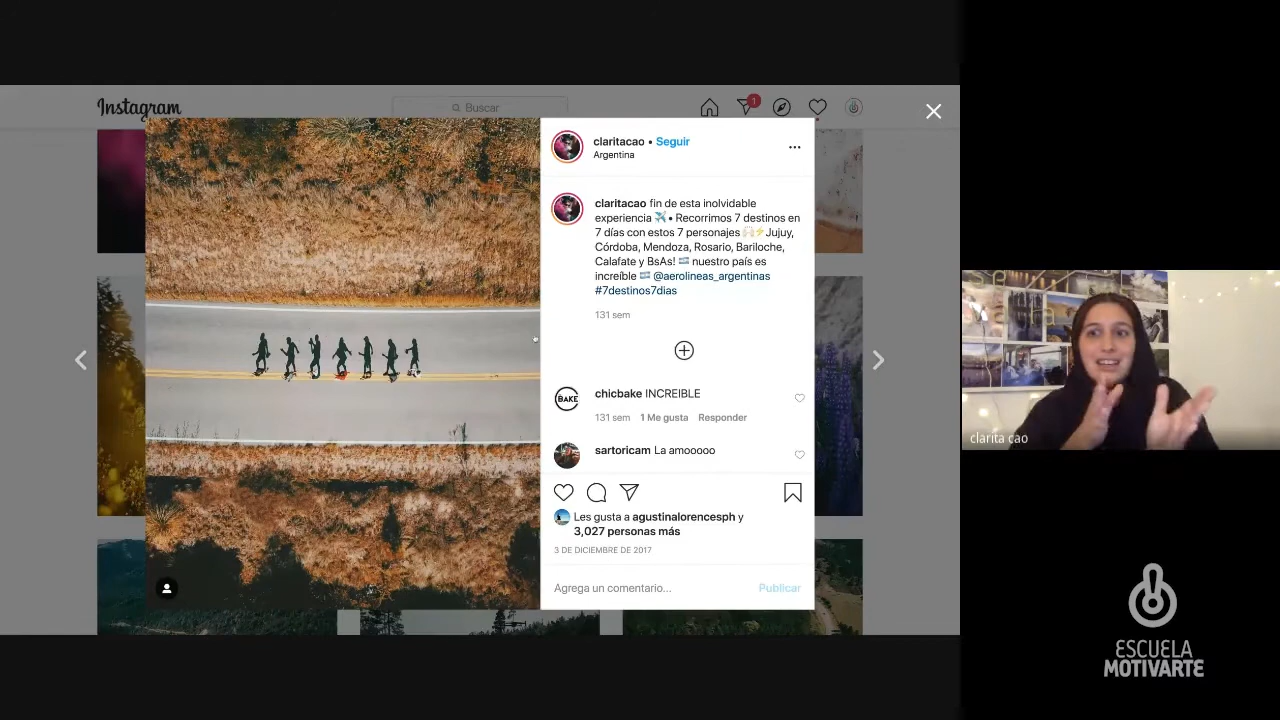 Instagram
Buscar
1
claritacao • Seguir
Argentina
claritacao fin de esta inolvidable
experiencia ✈️ • Recorrimos 7 destinos en
7 días con estos 7 personajes 🙌🏻⚡Jujuy,
Córdoba, Mendoza, Rosario, Bariloche,
Calafate y BsAs! 🇦🇷 nuestro país es
increíble 🇦🇷 @aerolineas_argentinas
#7destinos7dias
131 sem
BAKE
chicbake INCREIBLE
131 sem 1 Me gusta Responder
sartoricam La amooooo
Les gusta a agustinalorencesph y
3,027 personas más
3 DE DICIEMBRE DE 2017
Agrega un comentario... Publicar
clarita cao
ESCUELA
MOTIVARTE